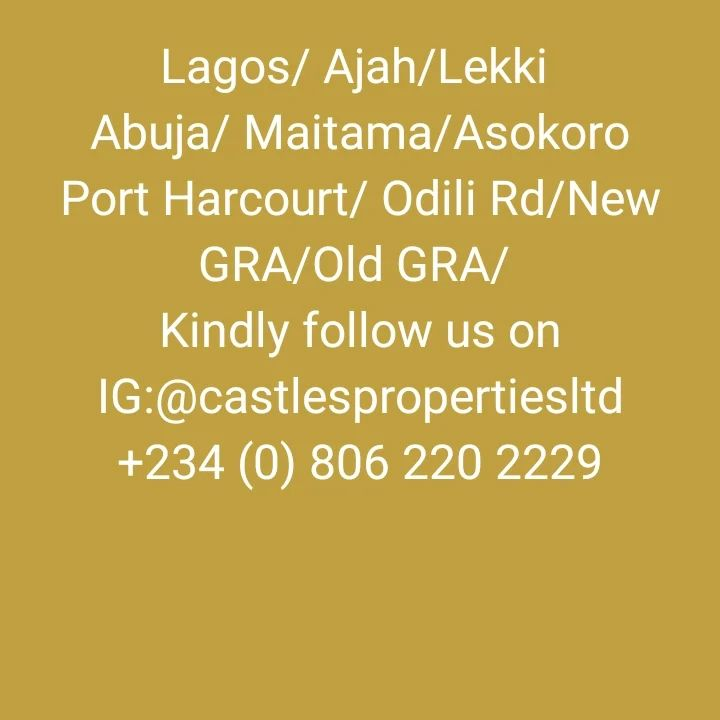 Lagos/ Ajah/Lekki
Abuja/ Maitama/Asokoro
Port Harcourt/ Odili Rd/New
GRA/Old GRA/
Kindly follow us on
IG:@castlespropertiesltd
+234 (0) 806 220 2229